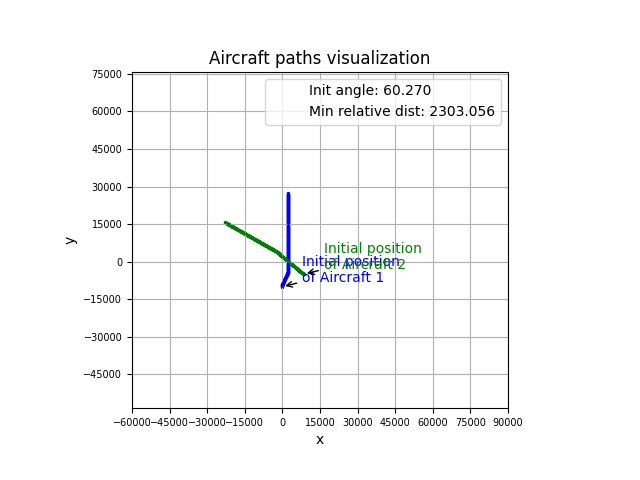 Aircraft paths visualization
Init angle: 60.270
Min relative dist: 2303.056
75000
60000
45000
30000
15000
0
−15000
−30000
−45000
y
Initial position
of Aircraft 2
Initial position
of Aircraft 1
−60000 −45000 −30000 −15000 0 15000 30000 45000 60000 75000 90000
x